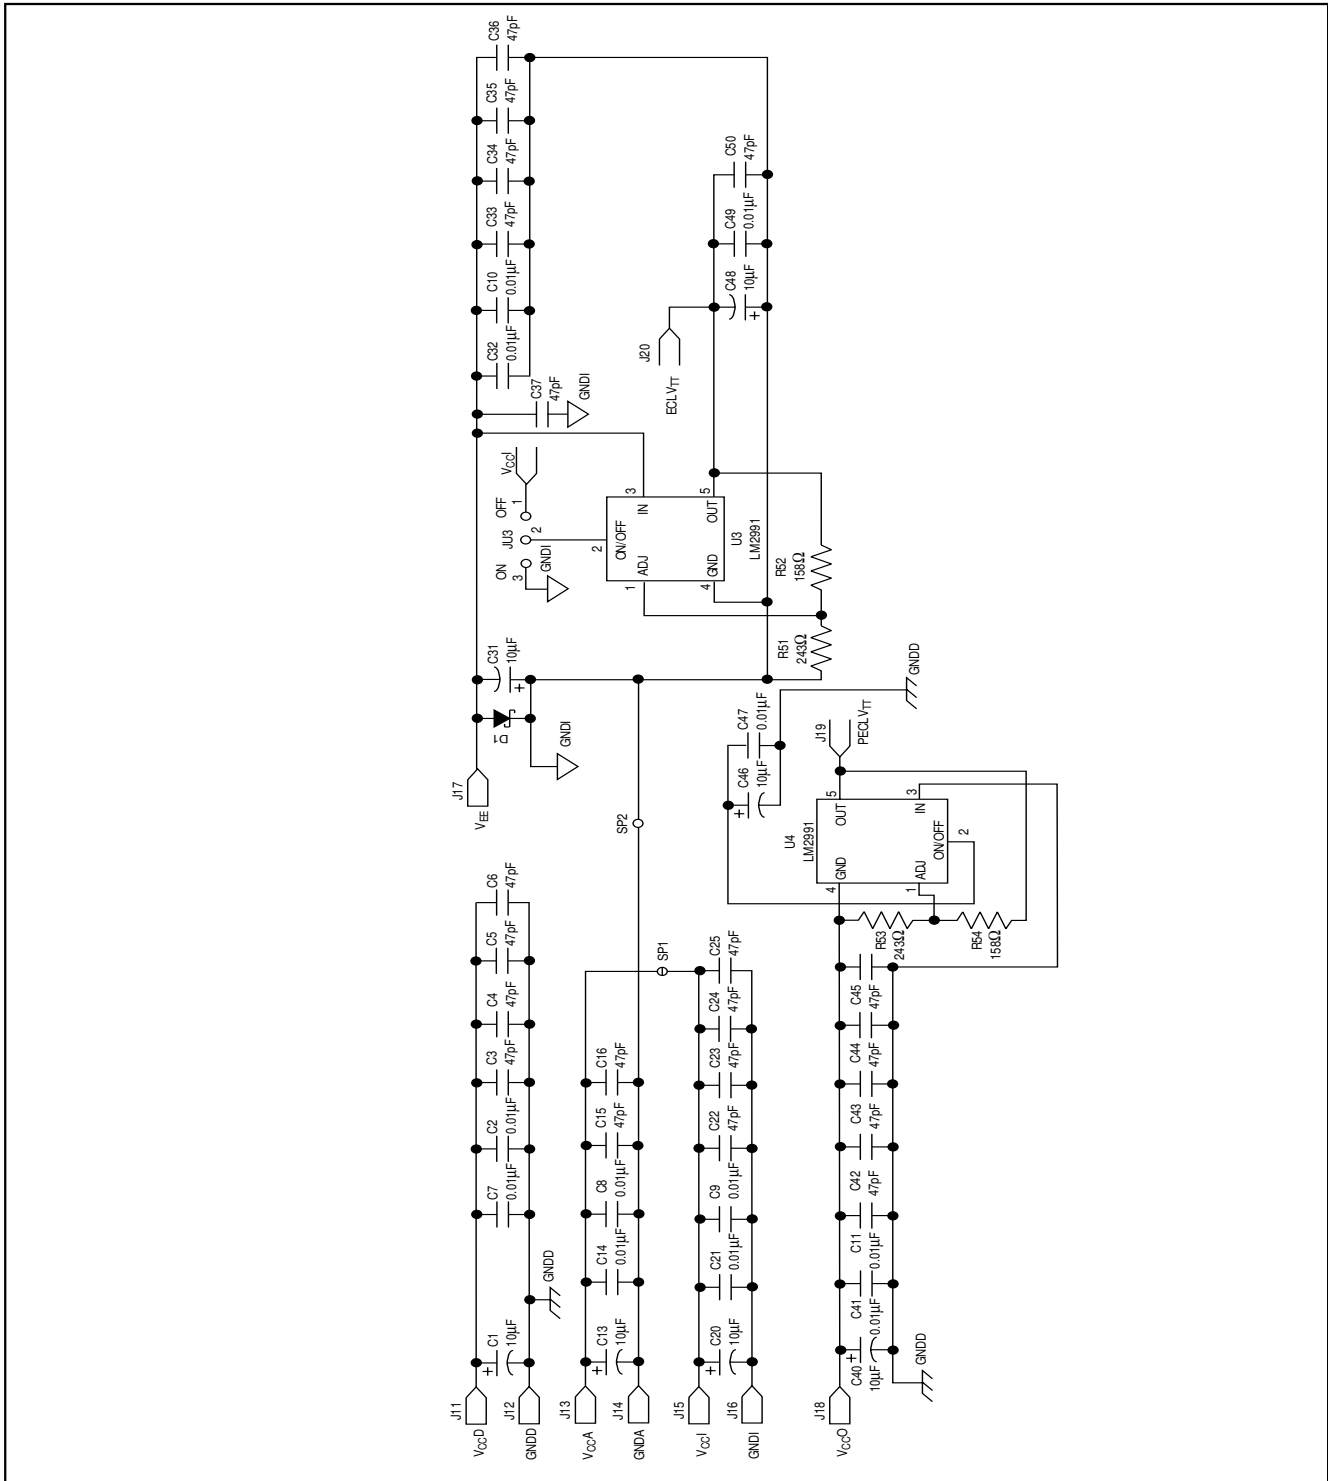 C36
47pF
C35
47pF
C34
47pF
C33
47pF
C10
0.01µF
C32
0.01µF
C37
47pF
GNDI
C50
47pF
C49
0.01µF
C48
10µF
+
J20
ECLVTT
VCCI
OFF
1
JU3
2
ON
3
GNDI
2
3
ON/OFF
IN
ADJ
1
OUT
5
GND
4
U3
LM2991
R52
158Ω
R51
243Ω
C31
10µF
+
D1
GNDI
J17
VEE
SP2
C47
0.01µF
C46
10µF
+
GNDD
J19
PECLVTT
U4
LM2991
5
OUT
3
IN
GND
4
ADJ
1
ON/OFF
2
R53
243Ω
R54
158Ω
C6
47pF
C5
47pF
C4
47pF
C3
47pF
C2
0.01µF
C7
0.01µF
GNDD
C1
10µF
+
J11
VCCD
J12
GNDD
SP1
C16
47pF
C15
47pF
C8
0.01µF
C14
0.01µF
C13
10µF
+
J13
VCCA
J14
GNDA
C25
47pF
C24
47pF
C23
47pF
C22
47pF
C9
0.01µF
C21
0.01µF
C20
10µF
+
J15
VCCI
J16
GNDI
C45
47pF
C44
47pF
C43
47pF
C42
47pF
C11
0.01µF
C41
0.01µF
C40
10µF
+
GNDD
J18
VCCO